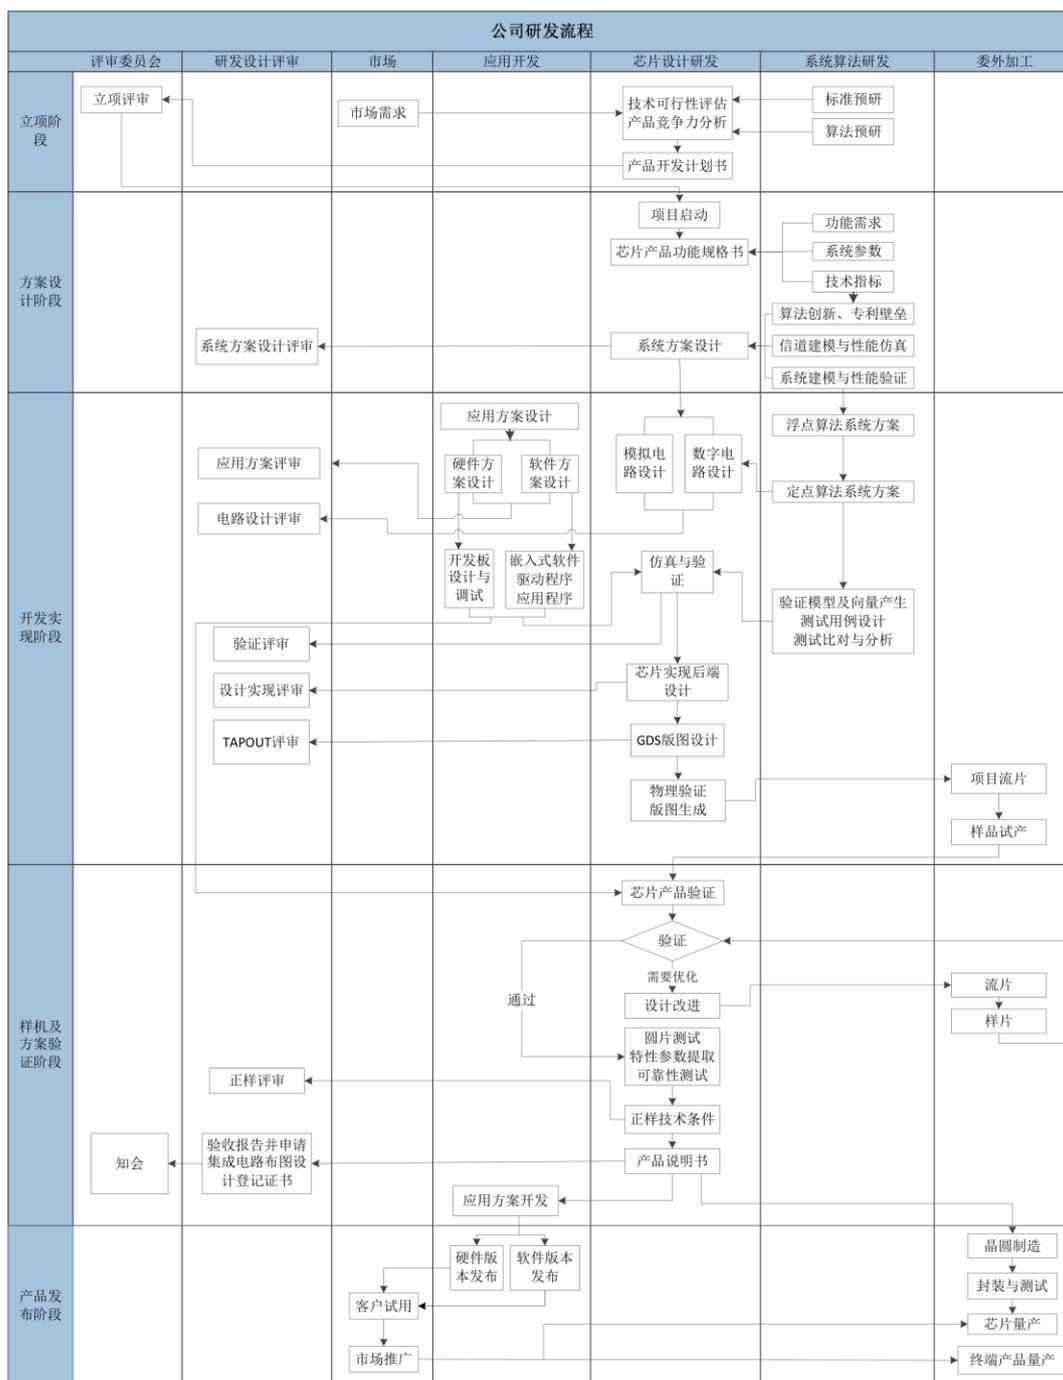 公司研发流程
评审委员会
研发设计评审
市场
应用开发
芯片设计研发
系统算法研发
委外加工
立项阶
段
立项评审
市场需求
技术可行性评估
产品竞争力分析
标准预研
算法预研
产品开发计划书
方案设
计阶段
项目启动
芯片产品功能规格书
功能需求
系统参数
技术指标
算法创新、专利壁垒
系统方案设计评审
系统方案设计
信道建模与性能仿真
系统建模与性能验证
开发实
现阶段
应用方案设计
浮点算法系统方案
应用方案评审
硬件方
案设计
软件方
案设计
模拟电
路设计
数字电
路设计
定点算法系统方案
电路设计评审
开发板
设计与
调试
嵌入式软件
驱动程序
应用程序
仿真与验
证
验证模型及向量产生
测试用例设计
测试比对与分析
验证评审
设计实现评审
芯片实现后端
设计
TAPOUT评审
GDS版图设计
物理验证
版图生成
项目流片
样品试产
样机及
方案验
证阶段
芯片产品验证
验证
需要优化
通过
设计改进
流片
样片
圆片测试
特性参数提取
可靠性测试
正样评审
正样技术条件
知会
验收报告并申请
集成电路布图设
计登记证书
产品说明书
应用方案开发
产品发
布阶段
硬件版
本发布
软件版本
发布
晶圆制造
封装与测试
客户试用
芯片量产
市场推广
终端产品量产